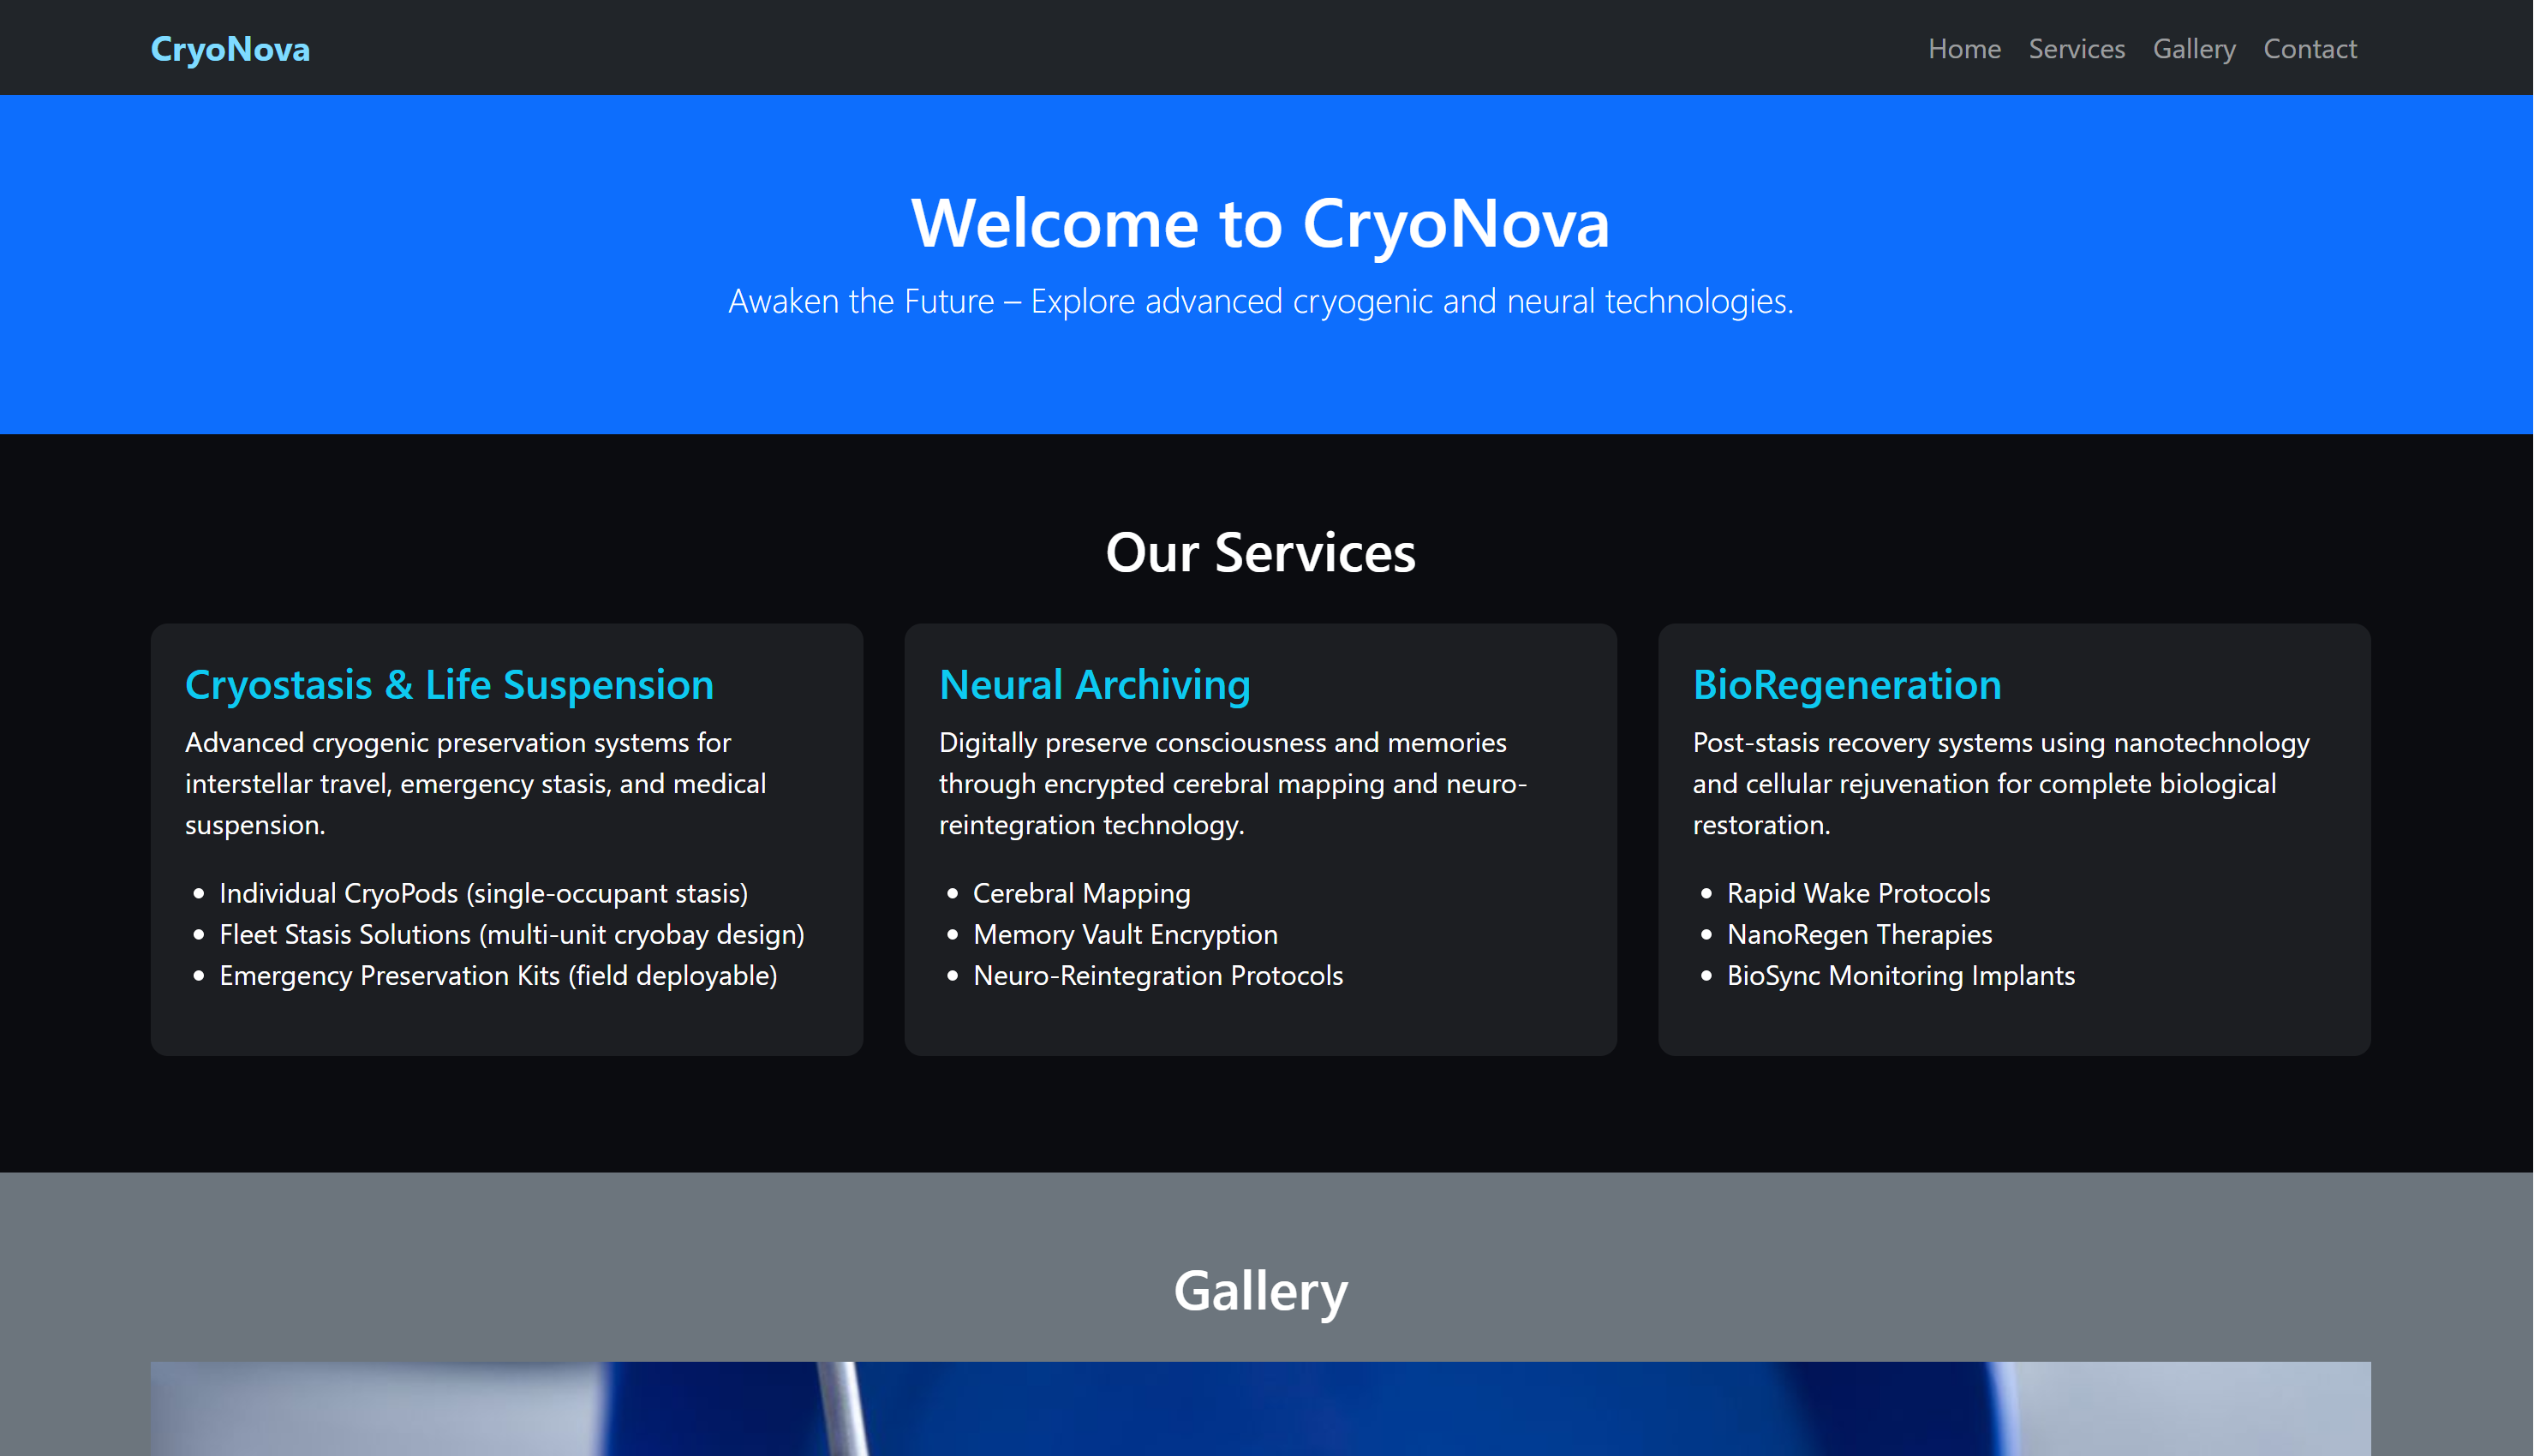 CryoNova
Home Services Gallery Contact
Welcome to CryoNova
Awaken the Future – Explore advanced cryogenic and neural technologies.
Our Services
Cryostasis & Life Suspension
Advanced cryogenic preservation systems for
interstellar travel, emergency stasis, and medical
suspension.
• Individual CryoPods (single-occupant stasis)
• Fleet Stasis Solutions (multi-unit cryobay design)
• Emergency Preservation Kits (field deployable)
Neural Archiving
Digitally preserve consciousness and memories
through encrypted cerebral mapping and neuro-
reintegration technology.
• Cerebral Mapping
• Memory Vault Encryption
• Neuro-Reintegration Protocols
BioRegeneration
Post-stasis recovery systems using nanotechnology
and cellular rejuvenation for complete biological
restoration.
• Rapid Wake Protocols
• NanoRegen Therapies
• BioSync Monitoring Implants
Gallery